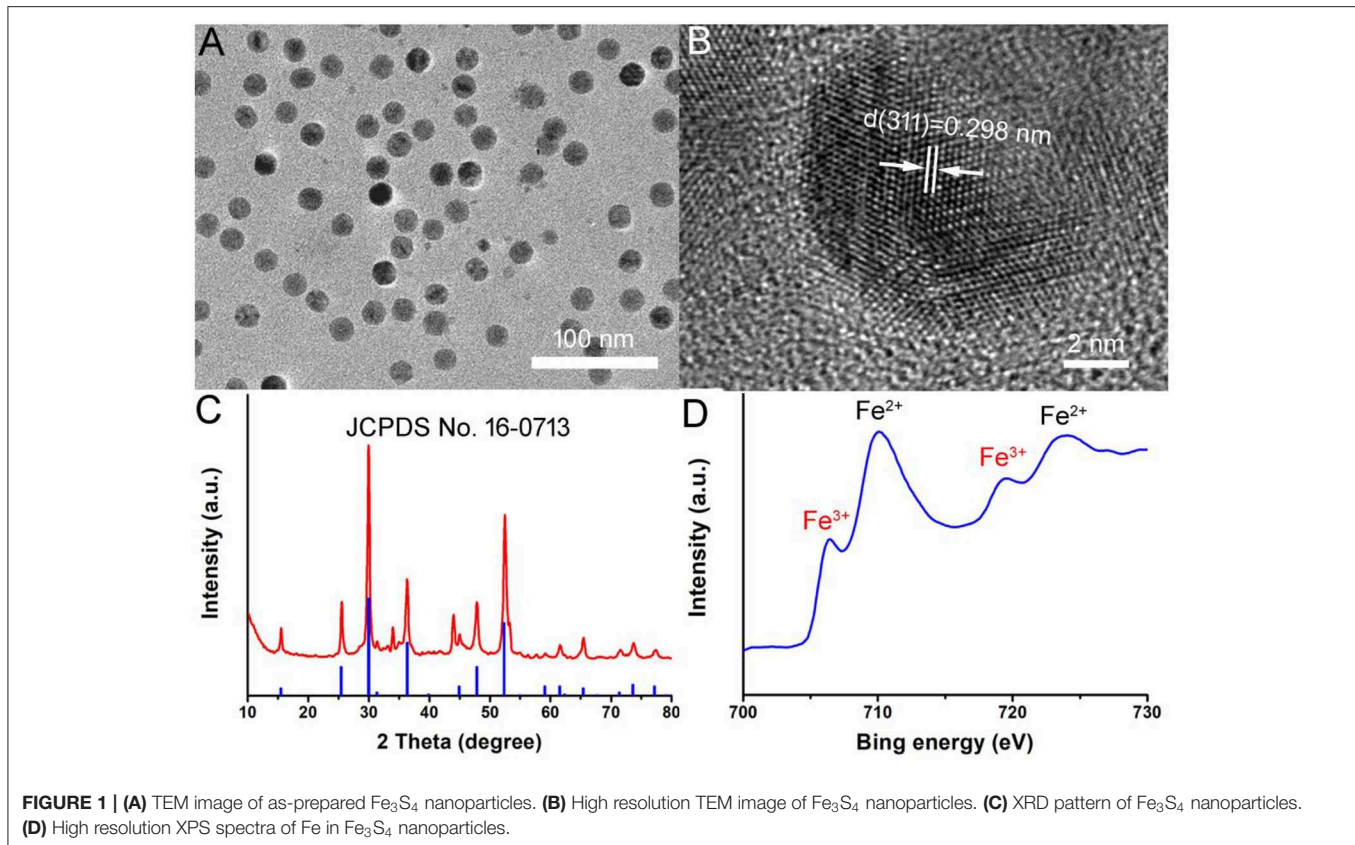 A
100 nm
B
d(311)=0.298 nm
2 nm
C
JCPDS No. 16-0713
Intensity (a.u.)
10 20 30 40 50 60 70 80
2 Theta (degree)
D
Fe²⁺
Fe²⁺
Fe³⁺
Fe³⁺
Intensity (a.u.)
700 710 720 730
Bing energy (eV)
FIGURE 1 | (A) TEM image of as-prepared Fe₃S₄ nanoparticles. (B) High resolution TEM image of Fe₃S₄ nanoparticles. (C) XRD pattern of Fe₃S₄ nanoparticles.
(D) High resolution XPS spectra of Fe in Fe₃S₄ nanoparticles.